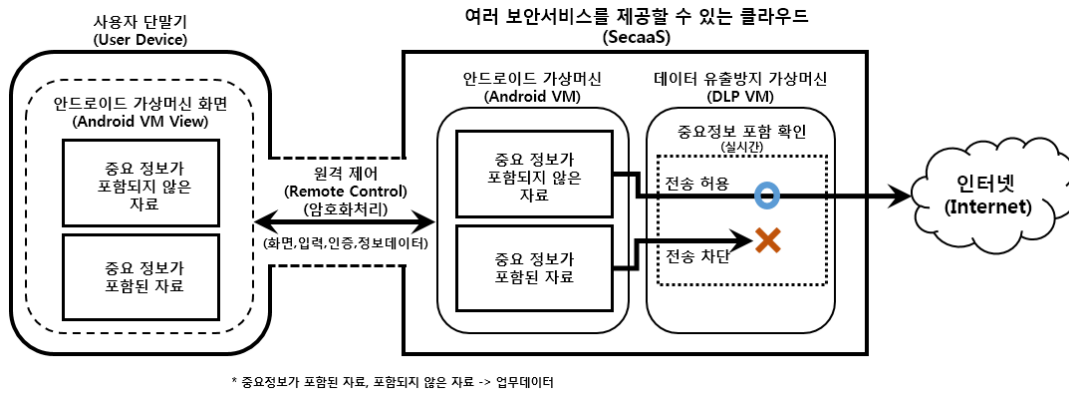 사용자 단말기
(User Device)
안드로이드 가상머신 화면
(Android VM View)
중요 정보가
포함되지 않은
자료
중요 정보가
포함된 자료
원격 제어
(Remote Control)
(암호화처리)
(화면,입력,인증,정보데이터)
여러 보안서비스를 제공할 수 있는 클라우드
(SecaaS)
안드로이드 가상머신
(Android VM)
중요 정보가
포함되지 않은
자료
중요 정보가
포함된 자료
데이터 유출방지 가상머신
(DLP VM)
중요정보 포함 확인
(실시간)
전송 허용
전송 차단
인터넷
(Internet)
* 중요정보가 포함된 자료, 포함되지 않은 자료 -> 업무데이터